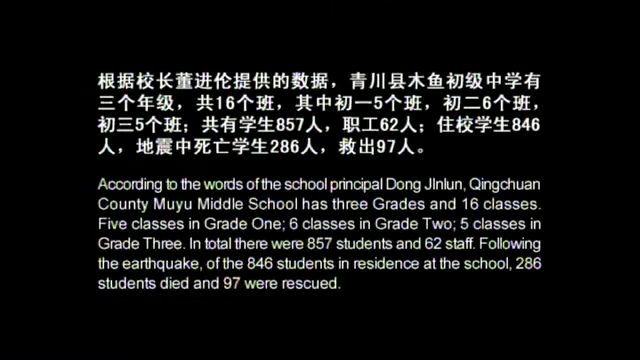 根据校长董进伦提供的数据，青川县木鱼初级中学有
三个年级，共16个班，其中初一5个班，初二6个班，
初三5个班；共有学生857人，职工62人；住校学生846
人，地震中死亡学生286人，救出97人。
According to the words of the school principal Dong JInlun, Qingchuan
County Muyu Middle School has three Grades and 16 classes.
Five classes in Grade One; 6 classes in Grade Two; 5 classes in
Grade Three. In total there were 857 students and 62 staff. Following
the earthquake, of the 846 students in residence at the school, 286
students died and 97 were rescued.